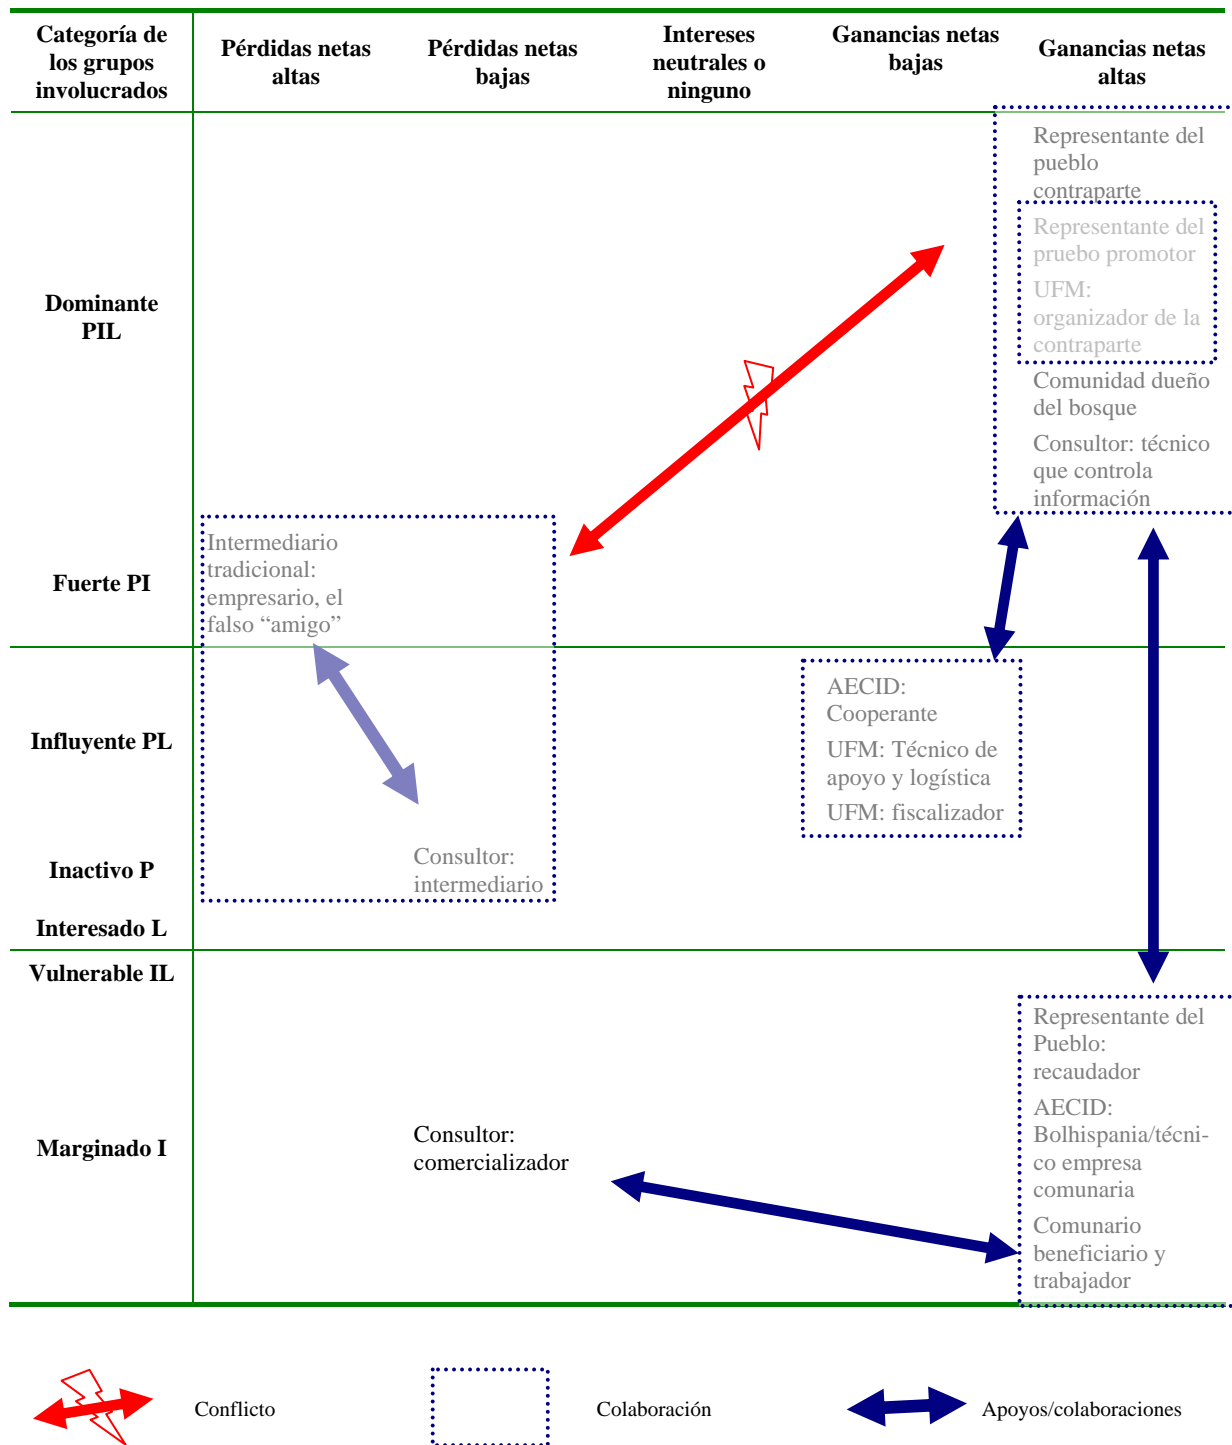 Categoría de
los grupos
involucrados
Pérdidas netas
altas
Pérdidas netas
bajas
Intereses
neutrales o
ninguno
Ganancias netas
bajas
Ganancias netas
altas
Dominante
PIL
Representante del
pueblo
contraparte
Representante del
pruebo promotor
UFM:
organizador de la
contraparte
Comunidad dueño
del bosque
Consultor: técnico
que controla
información
Fuerte PI
Intermediario
tradicional:
empresario, el
falso “amigo”
Influyente PL
AECID:
Cooperante
UFM: Técnico de
apoyo y logística
UFM: fiscalizador
Inactivo P
Consultor:
intermediario
Interesado L
Vulnerable IL
Marginado I
Consultor:
comercializador
Representante del
Pueblo:
recaudador
AECID:
Bolhispania/técni-
co empresa
comunaria
Comunario
beneficiario y
trabajador
Conflicto
Colaboración
Apoyos/colaboraciones